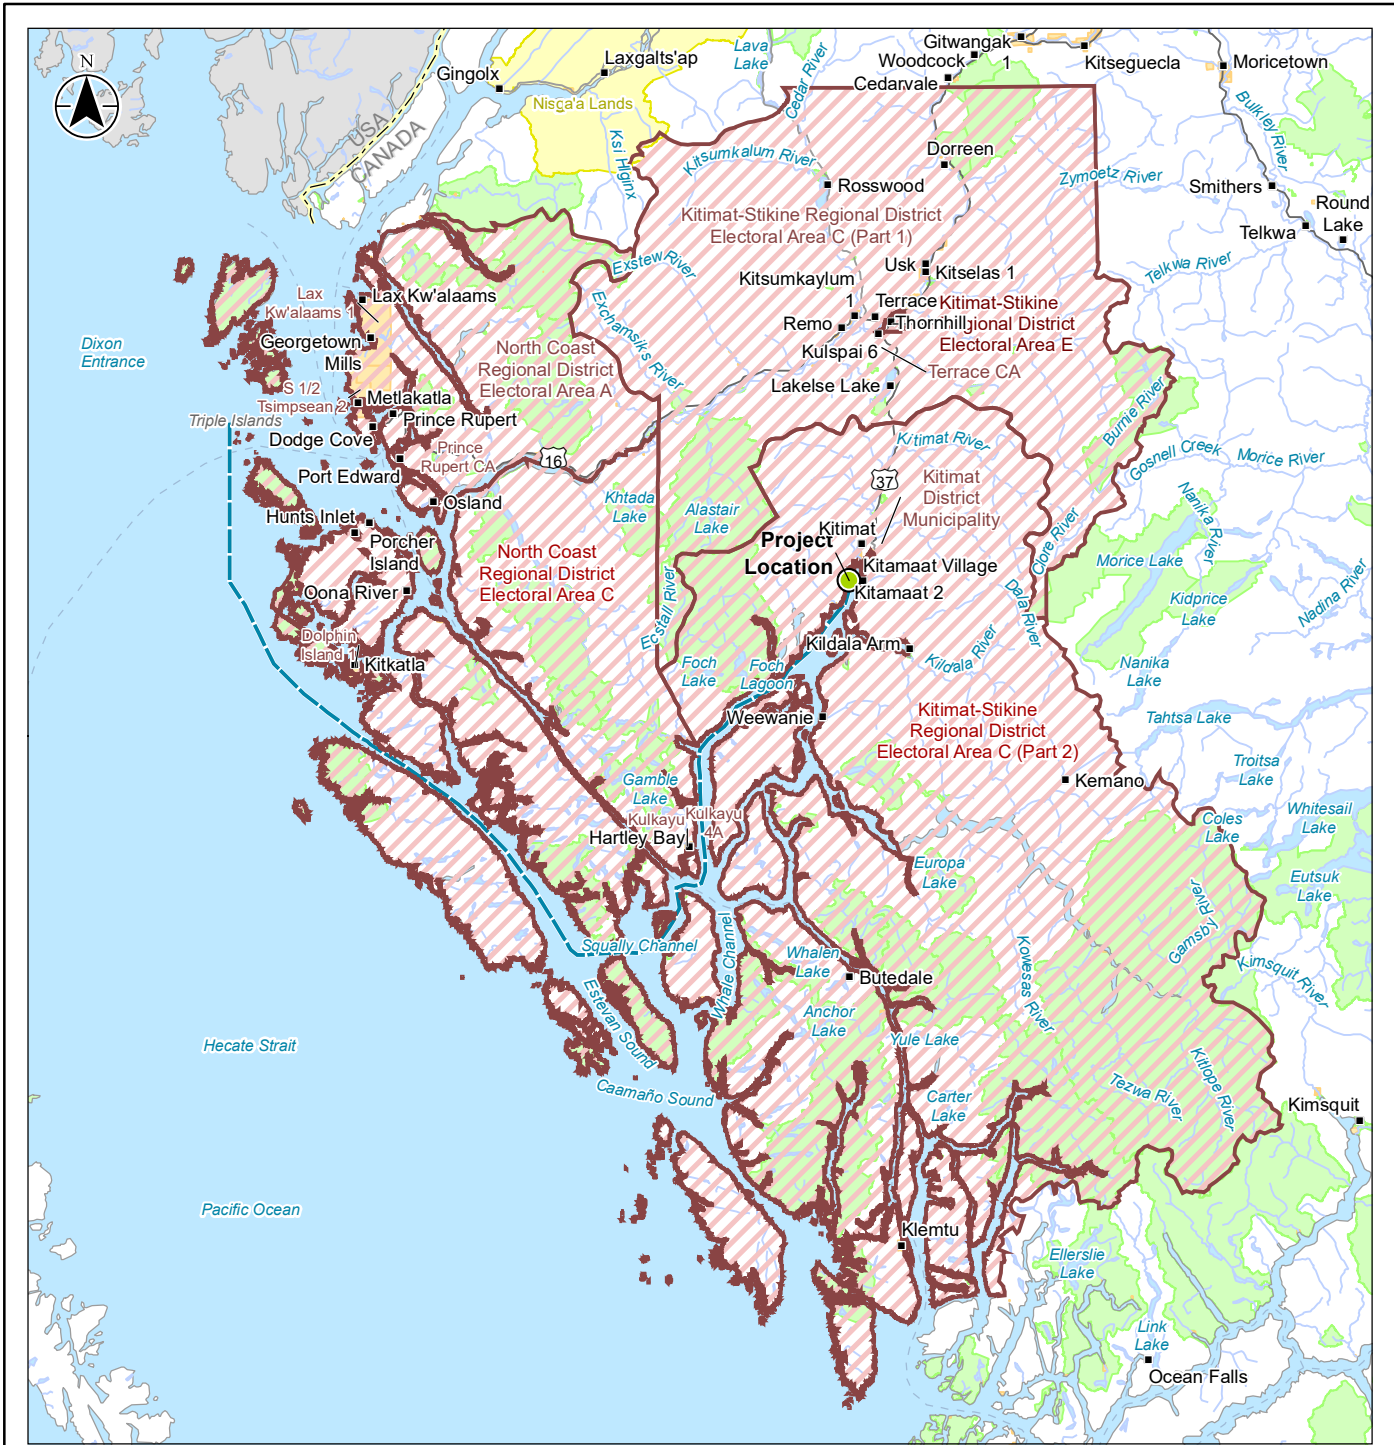 N
Gingolx
Laxgalts'ap
Nisga'a Lands
Lava
Lake
Cedar River
Gitwangak
1
Woodcock
Cedarvale
Kitseguecla
Moricetown
Bulkley River
USA
CANADA
Ksi Hlginx
Kitsumkalum River
Dorreen
Rosswood
Zymoetz River
Smithers
Round
Lake
Telkwa
Telkwa River
Kitimat-Stikine Regional District
Electoral Area C (Part 1)
Exstew River
Exchamsiks River
Usk
Kitselas 1
Kitsumkaylum
1
Terrace
Remo
Thornhill
Kulspai 6
Kitimat-Stikine
Regional District
Electoral Area E
Terrace CA
Lakelse Lake
Lax
Kw'alaams 1
Lax Kw'alaams
Georgetown
Mills
Dixon
Entrance
North Coast
Regional District
Electoral Area A
S 1/2
Tsimpsean 2
Metlakatla
Triple Islands
Prince Rupert
Dodge Cove
Prince
Rupert CA
Port Edward
16
Osland
Kitimat River
37
Kitimat
District
Municipality
Burnie River
Gosnell Creek
Morice River
Nanika River
Khtada
Lake
Alastair
Lake
Hunts Inlet
Porcher
Island
North Coast
Regional District
Electoral Area C
Kitimat
Project
Location
Kitamaat Village
Kitamaat 2
Clore River
Dala River
Morice Lake
Kidprice
Lake
Nadina River
Oona River
Dolphin
Island 1
Kitkatla
Ecstall River
Foch
Lake
Foch
Lagoon
Kildala Arm
Kildala River
Nanika
Lake
Weewanie
Kitimat-Stikine
Regional District
Electoral Area C (Part 2)
Tahtsa Lake
Troitsa
Lake
Kemano
Gamble
Lake
Kulkayu
Kulkayu
4A
Hartley Bay
Whitesail
Lake
Coles
Lake
Europa
Lake
Eutsuk
Lake
Gamsby River
Squally Channel
Whale Channel
Whalen
Lake
Butedale
Kowesas River
Kimsquit River
Estevan Sound
Anchor
Lake
Yule Lake
Hecate Strait
Caamaño Sound
Carter
Lake
Tezwa River
Kitlope River
Kimsquit
Pacific Ocean
Klemtu
Ellerslie
Lake
Link
Lake
Ocean Falls